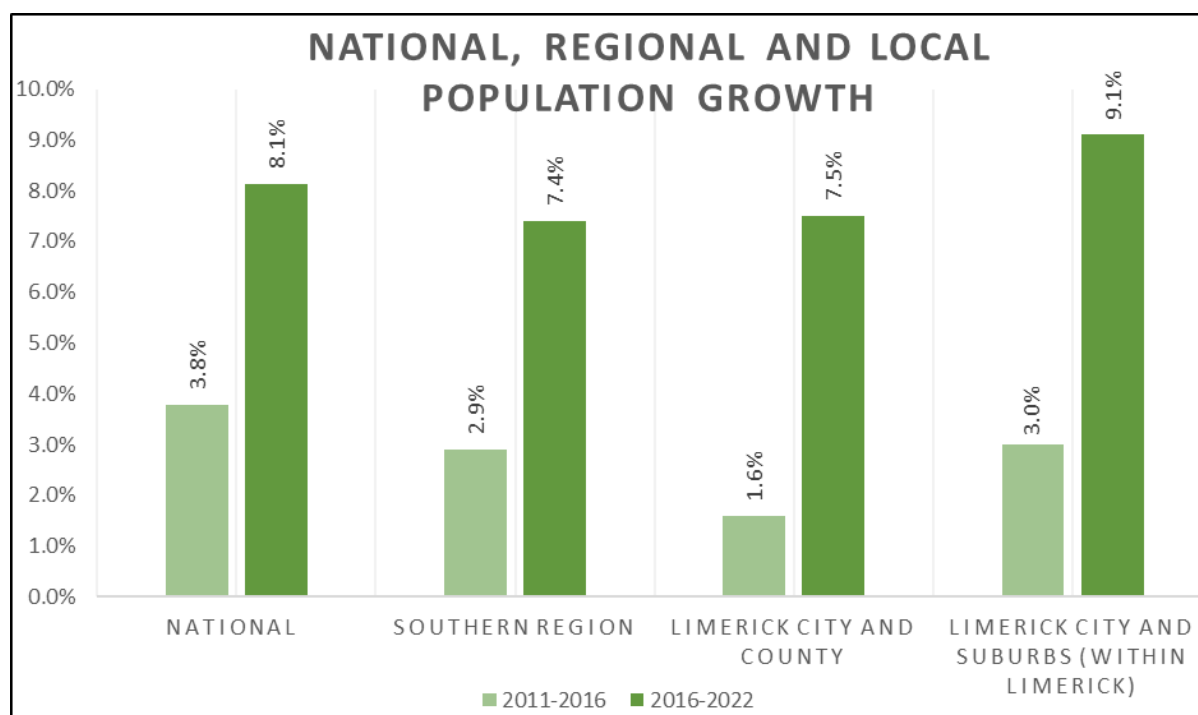 NATIONAL, REGIONAL AND LOCAL
POPULATION GROWTH
10.0%
9.0%
8.0%
7.0%
6.0%
5.0%
4.0%
3.0%
2.0%
1.0%
0.0%
3.8%
8.1%
2.9%
7.4%
1.6%
7.5%
3.0%
9.1%
NATIONAL
SOUTHERN REGION
LIMERICK CITY AND
COUNTY
LIMERICK CITY AND
SUBURBS (WITHIN
LIMERICK)
2011-2016
2016-2022